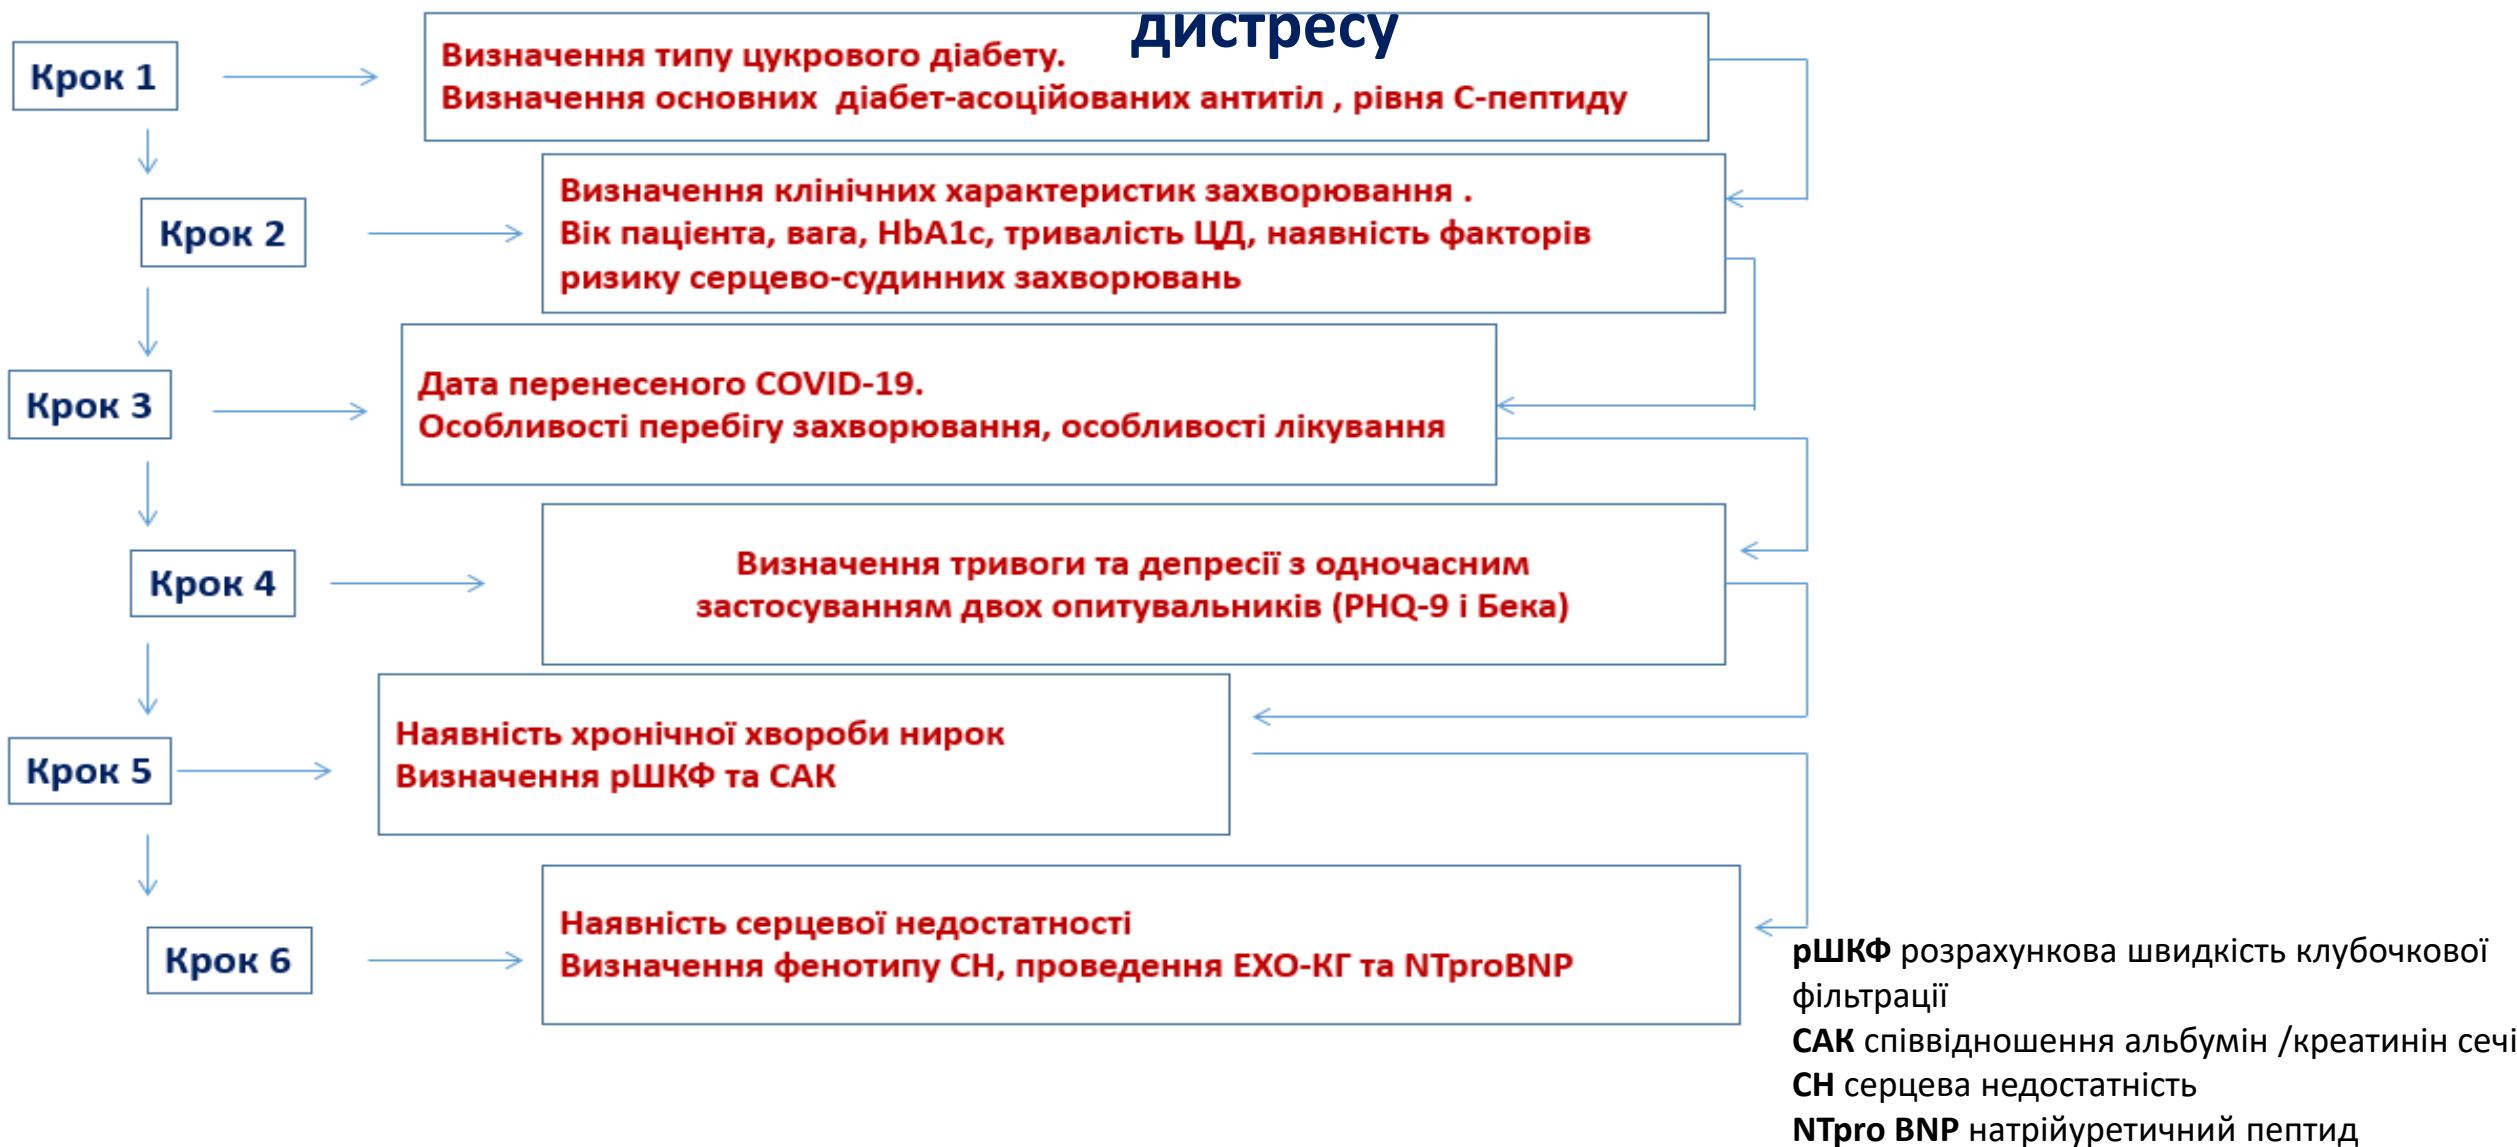 дистресу
Крок 1
Визначення типу цукрового діабету.
Визначення основних діабет-асоційованих антитіл , рівня С-пептиду
Крок 2
Визначення клінічних характеристик захворювання .
Вік пацієнта, вага, HbA1c, тривалість ЦД, наявність факторів
ризику серцево-судинних захворювань
Крок 3
Дата перенесеного COVID-19.
Особливості перебігу захворювання, особливості лікування
Крок 4
Визначення тривоги та депресії з одночасним
застосуванням двох опитувальників (PHQ-9 і Бека)
Крок 5
Наявність хронічної хвороби нирок
Визначення рШКФ та САК
Крок 6
Наявність серцевої недостатності
Визначення фенотипу СН, проведення ЕХО-КГ та NTproBNP
рШКФ розрахункова швидкість клубочкової
фільтрації
САК співвідношення альбумін /креатинін сечі
СН серцева недостатність
NTpro BNP натрійуретичний пептид